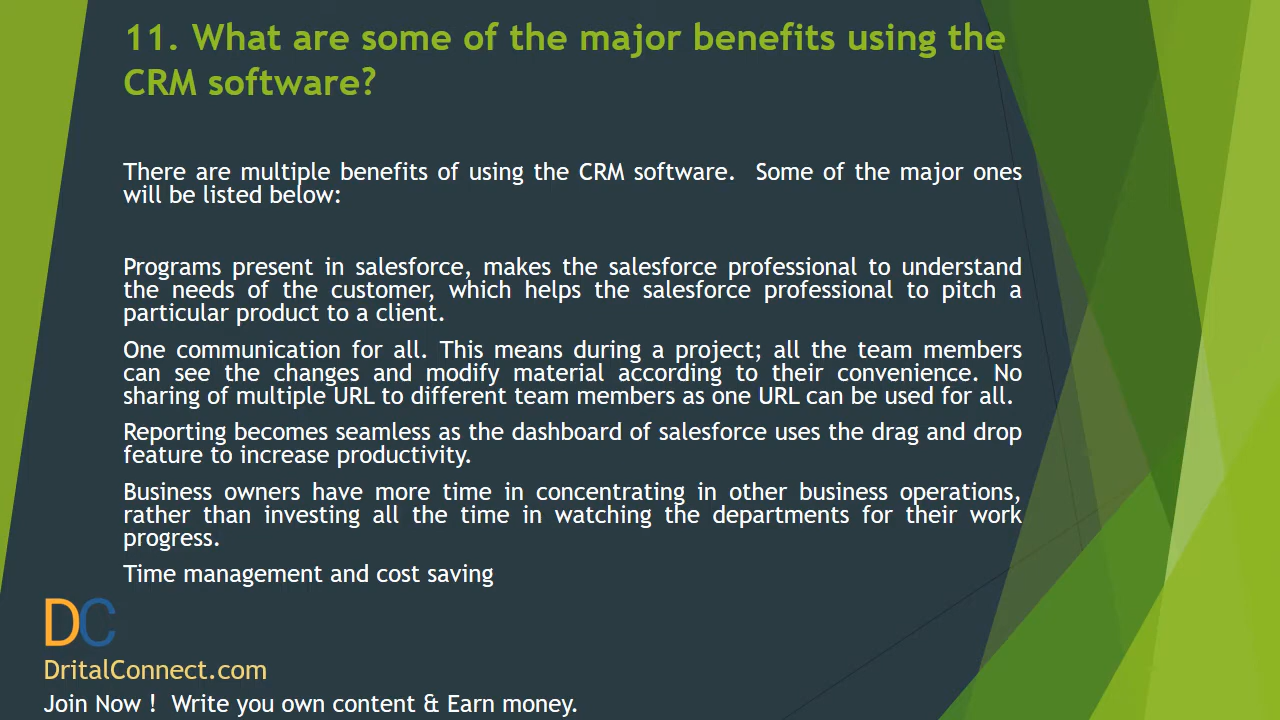 11. What are some of the major benefits using the
CRM software?
There are multiple benefits of using the CRM software.  Some of the major ones
will be listed below:
Programs present in salesforce, makes the salesforce professional to understand
the needs of the customer, which helps the salesforce professional to pitch a
particular product to a client.
One communication for all. This means during a project; all the team members
can see the changes and modify material according to their convenience. No
sharing of multiple URL to different team members as one URL can be used for all.
Reporting becomes seamless as the dashboard of salesforce uses the drag and drop
feature to increase productivity.
Business owners have more time in concentrating in other business operations,
rather than investing all the time in watching the departments for their work
progress.
Time management and cost saving
DC
DritalConnect.com
Join Now !  Write you own content & Earn money.